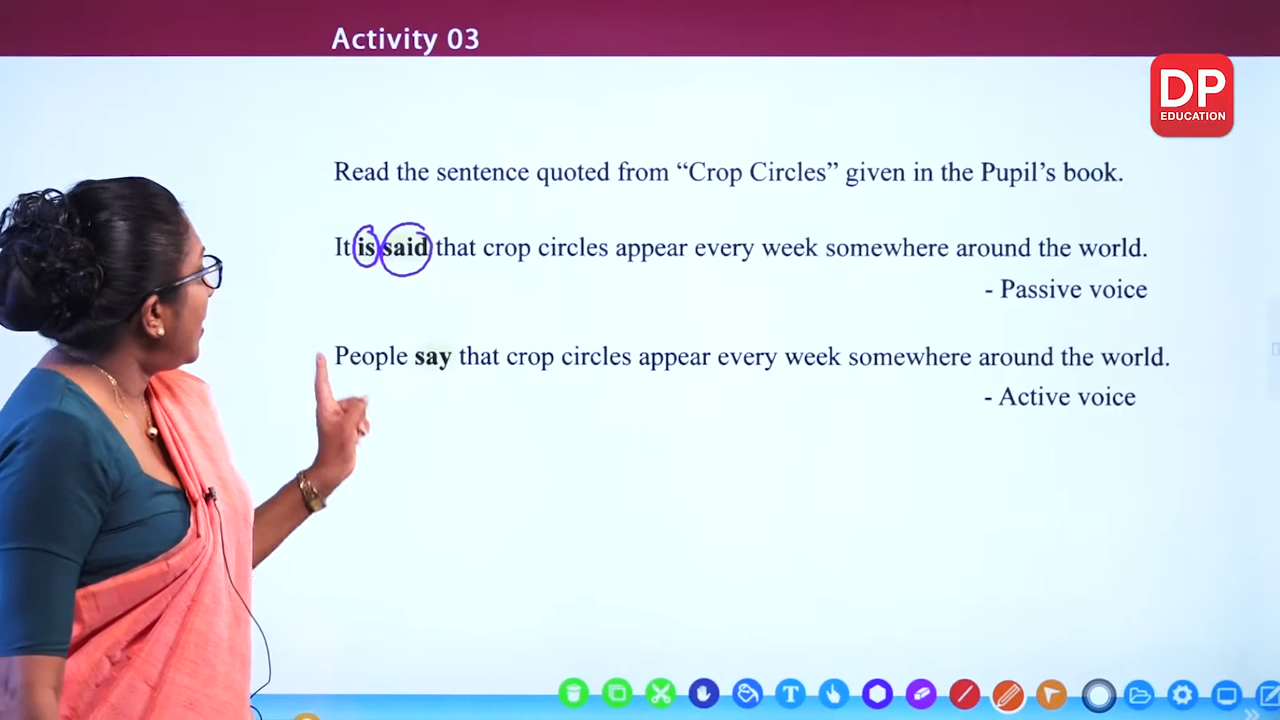 Activity 03
DP
EDUCATION
Read the sentence quoted from “Crop Circles” given in the Pupil’s book.
It is said that crop circles appear every week somewhere around the world.
- Passive voice
People say that crop circles appear every week somewhere around the world.
- Active voice